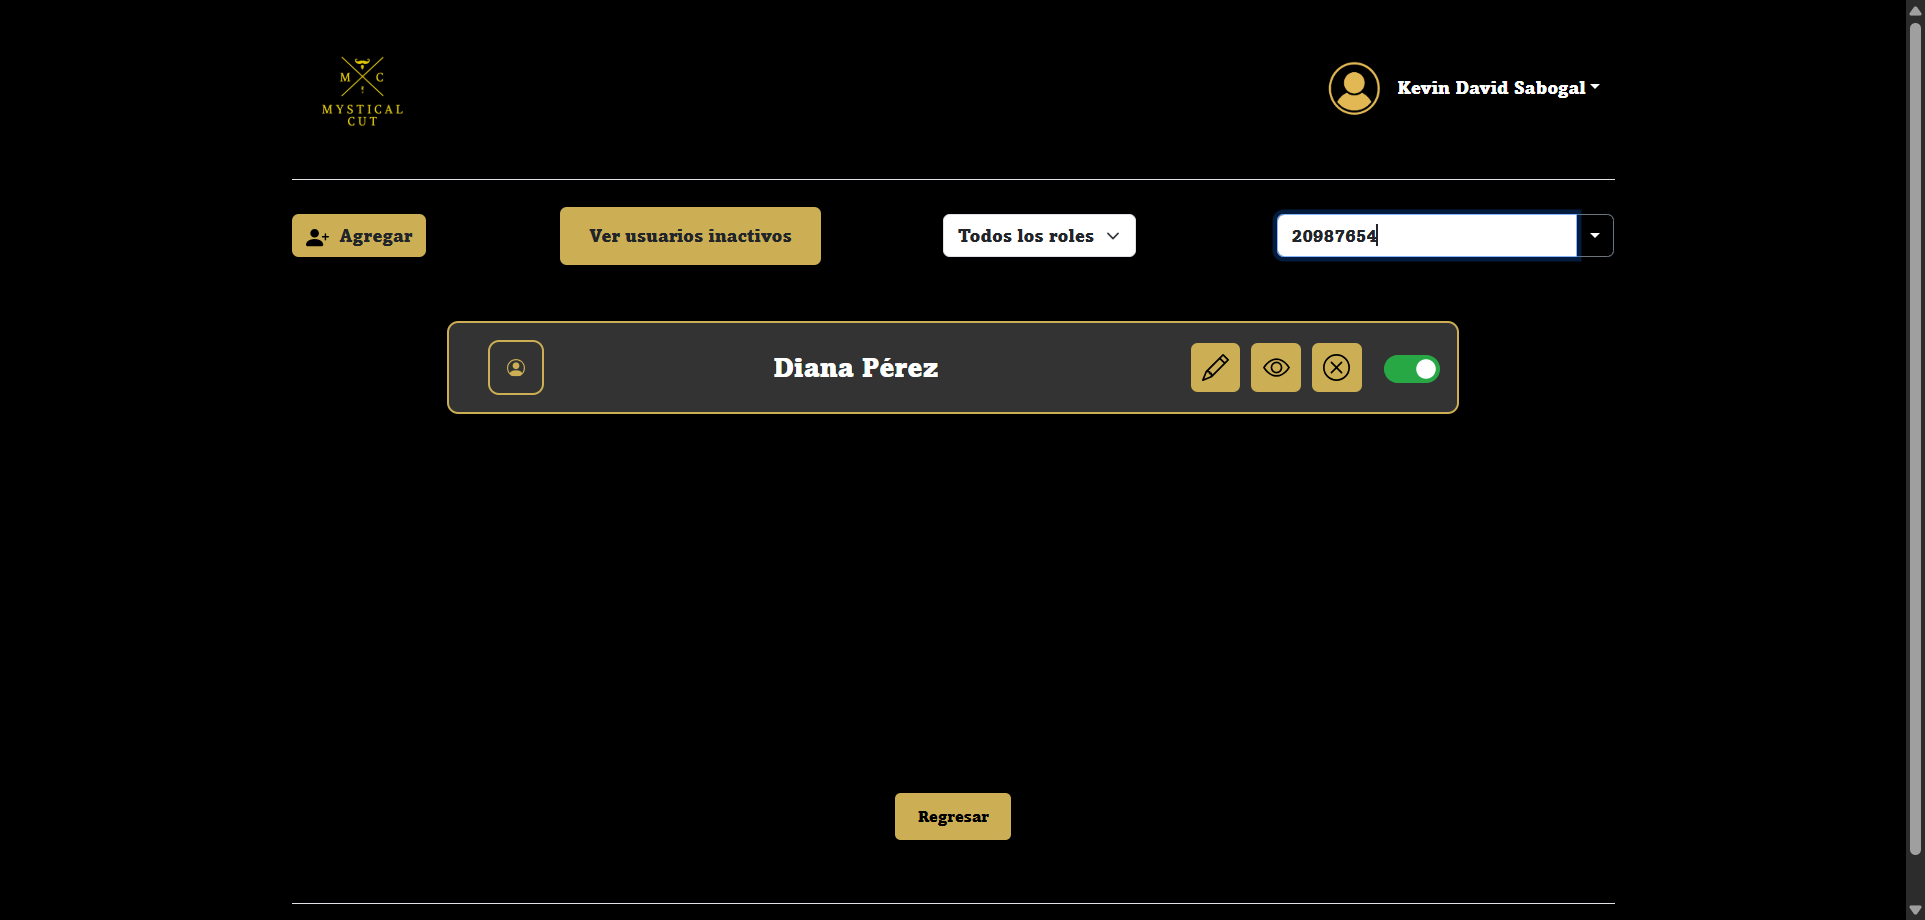 M C
MYSTICAL
CUT
Kevin David Sabogal
Agregar
Ver usuarios inactivos
Todos los roles
20987654
Diana Pérez
Regresar